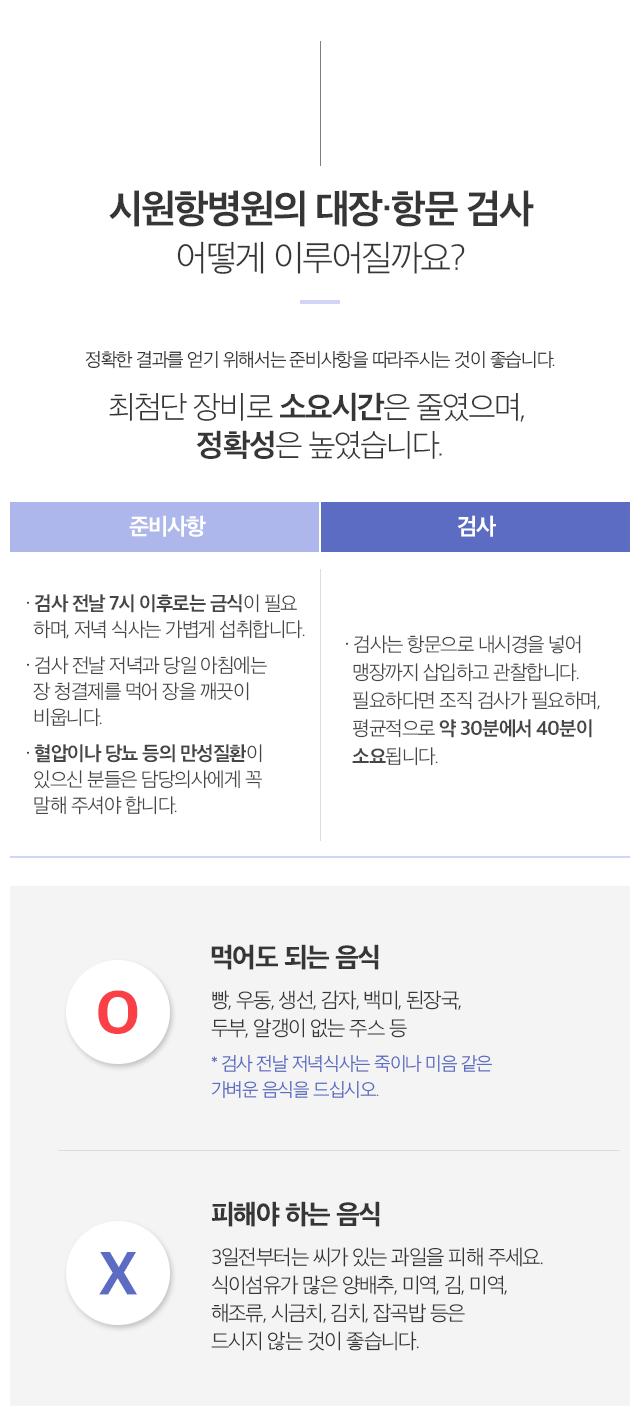 시원항병원의 대장·항문 검사
어떻게 이루어질까요?
정확한 결과를 얻기 위해서는 준비사항을 따라주시는 것이 좋습니다.
최첨단 장비로 소요시간은 줄였으며,
정확성은 높였습니다.
준비사항
· 검사 전날 7시 이후로는 금식이 필요
하며, 저녁 식사는 가볍게 섭취합니다.
· 검사 전날 저녁과 당일 아침에는
장 청결제를 먹어 장을 깨끗이
비웁니다.
· 혈압이나 당뇨 등의 만성질환이
있으신 분들은 담당의사에게 꼭
말해 주셔야 합니다.
검사
· 검사는 항문으로 내시경을 넣어
맹장까지 삽입하고 관찰합니다.
필요하다면 조직 검사가 필요하며,
평균적으로 약 30분에서 40분이
소요됩니다.
O
먹어도 되는 음식
빵, 우동, 생선, 감자, 백미, 된장국,
두부, 알갱이 없는 주스 등
* 검사 전날 저녁식사는 죽이나 미음 같은
가벼운 음식을 드십시오.
X
피해야 하는 음식
3일전부터는 씨가 있는 과일을 피해 주세요.
식이섬유가 많은 양배추, 미역, 김, 미역,
해조류, 시금치, 김치, 잡곡밥 등은
드시지 않는 것이 좋습니다.